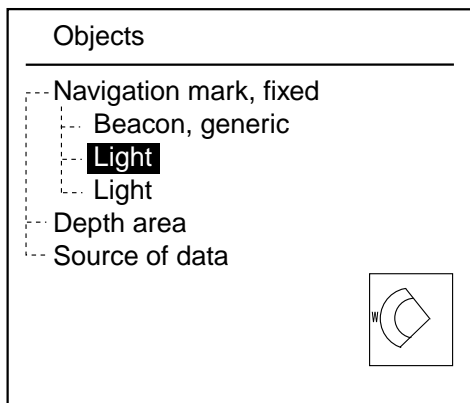 Objects
Navigation mark, fixed
Beacon, generic
Light
Light
Depth area
Source of data
W